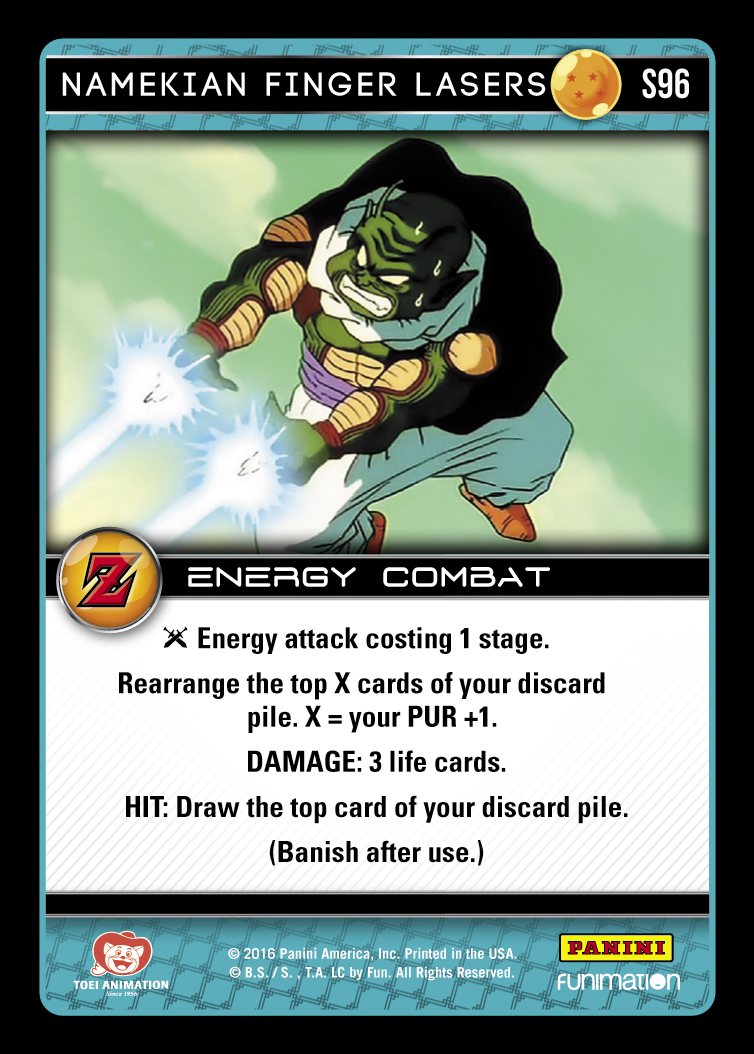 NAMEKIAN FINGER LASERS S96
Z ENERGY COMBAT
Energy attack costing 1 stage.
Rearrange the top X cards of your discard
pile. X = your PUR +1.
DAMAGE: 3 life cards.
HIT: Draw the top card of your discard pile.
(Banish after use.)
TOEI ANIMATION
Since 1956
© 2016 Panini America, Inc. Printed in the USA.
© B.S. / S. , T.A. LC by Fun. All Rights Reserved.
PANINI
FUNIMATION